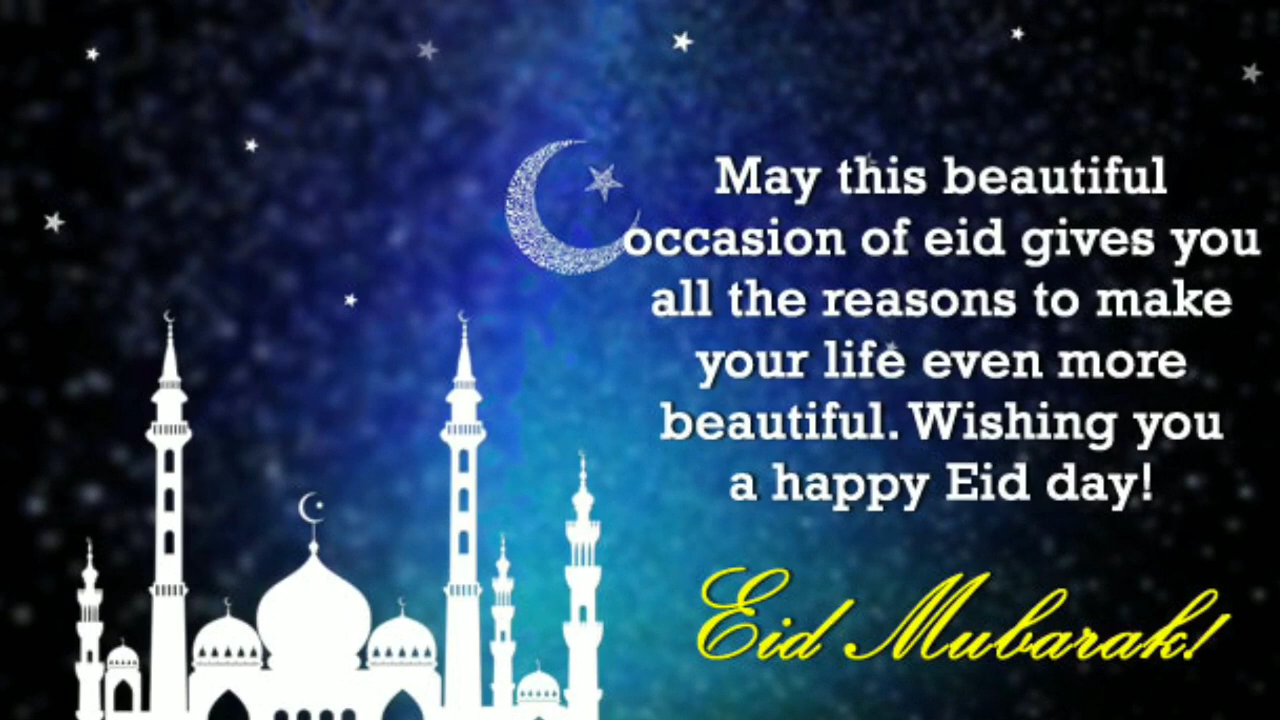 May this beautiful
occasion of eid gives you
all the reasons to make
your life even more
beautiful. Wishing you
a happy Eid day!
Eid Mubarak!